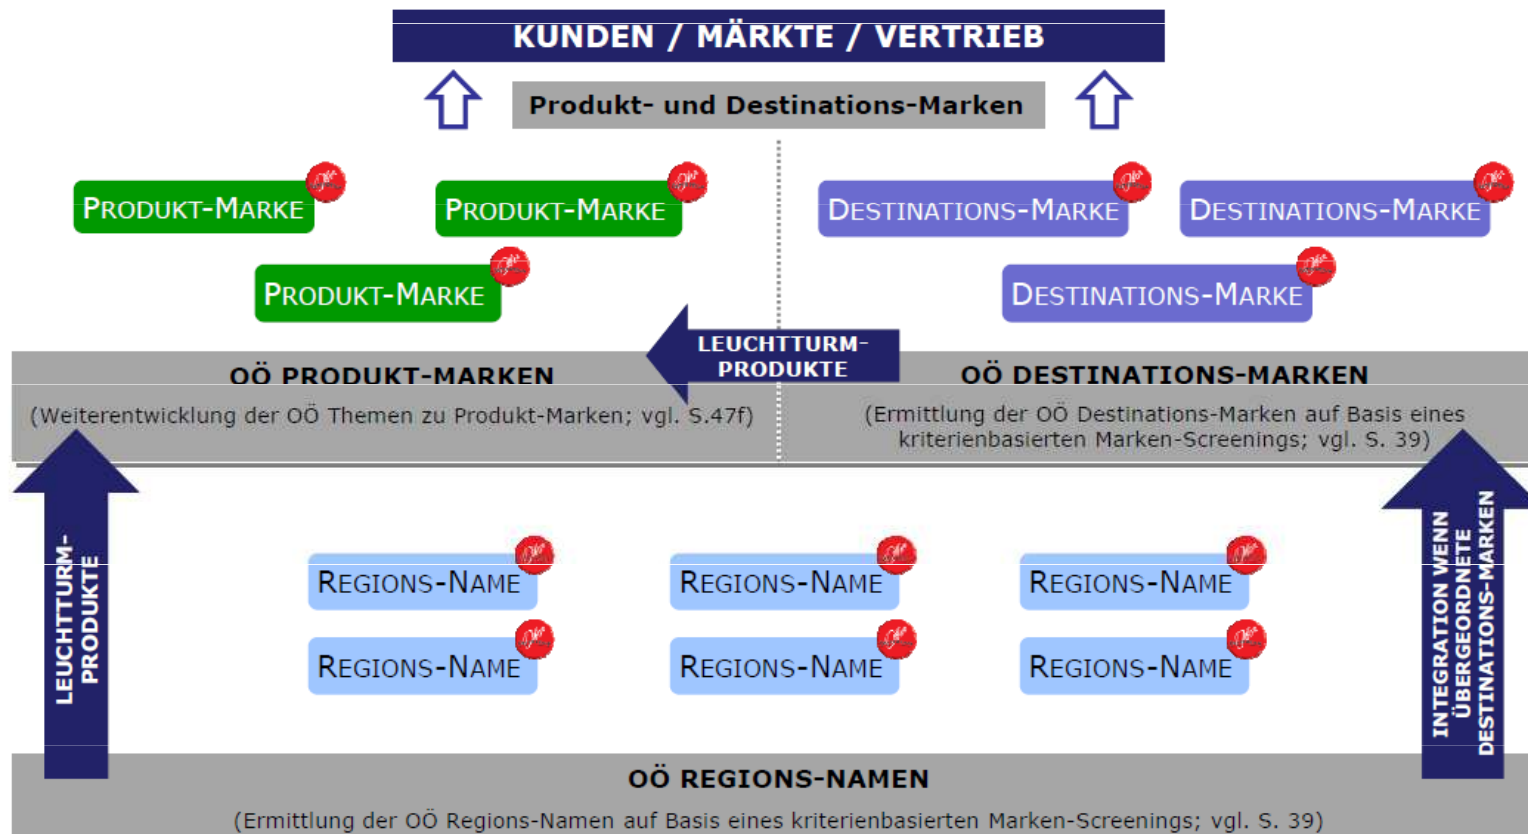 KUNDEN / MÄRKTE / VERTRIEB
Produkt- und Destinations-Marken
PRODUKT-MARKE
PRODUKT-MARKE
DESTINATIONS-MARKE
DESTINATIONS-MARKE
PRODUKT-MARKE
DESTINATIONS-MARKE
LEUCHTTURM-
PRODUKTE
OÖ PRODUKT-MARKEN
(Weiterentwicklung der OÖ Themen zu Produkt-Marken; vgl. S.47f)
OÖ DESTINATIONS-MARKEN
(Ermittlung der OÖ Destinations-Marken auf Basis eines
kriterienbasierten Marken-Screenings; vgl. S. 39)
LEUCHTTURM-
PRODUKTE
REGIONS-NAME
REGIONS-NAME
REGIONS-NAME
REGIONS-NAME
REGIONS-NAME
REGIONS-NAME
INTEGRATION WENN
ÜBERGEORDNETE
DESTINATIONS-MARKEN
OÖ REGIONS-NAMEN
(Ermittlung der OÖ Regions-Namen auf Basis eines kriterienbasierten Marken-Screenings; vgl. S. 39)